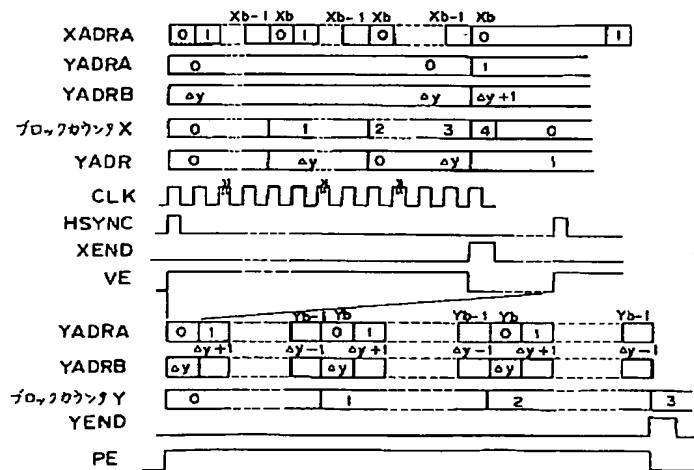 Xb-1 Xb Xb-1 Xb Xb-1 Xb
XADRA 0 1 0 1 0 0 1
YADRA 0 0 1
YADRB Δy Δy Δy+1
ブロックカウンタX 0 1 2 3 4 0
YADR 0 Δy 0 Δy 1
CLK
HSYNC
XEND
VE
Yb-1 Yb Yb-1 Yb Yb-1
YADRA 0 1 0 1 0 1
Δy+1 Δy-1 Δy+1 Δy-1 Δy+1 Δy-1
YADRB Δy Δy Δy
ブロックカウンタY 0 1 2 3
YEND
PE